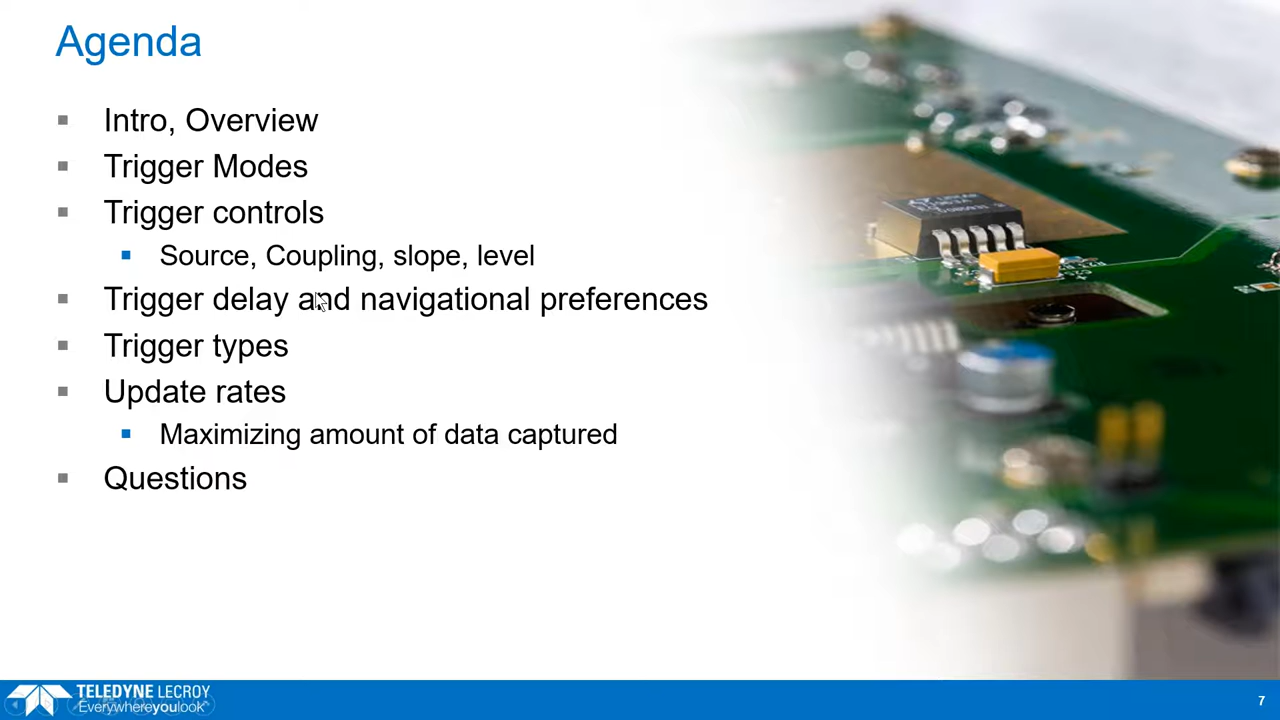 Agenda
Intro, Overview
Trigger Modes
Trigger controls
Source, Coupling, slope, level
Trigger delay and navigational preferences
Trigger types
Update rates
Maximizing amount of data captured
Questions
TELEDYNE LECROY
Everywhereyoulook
7